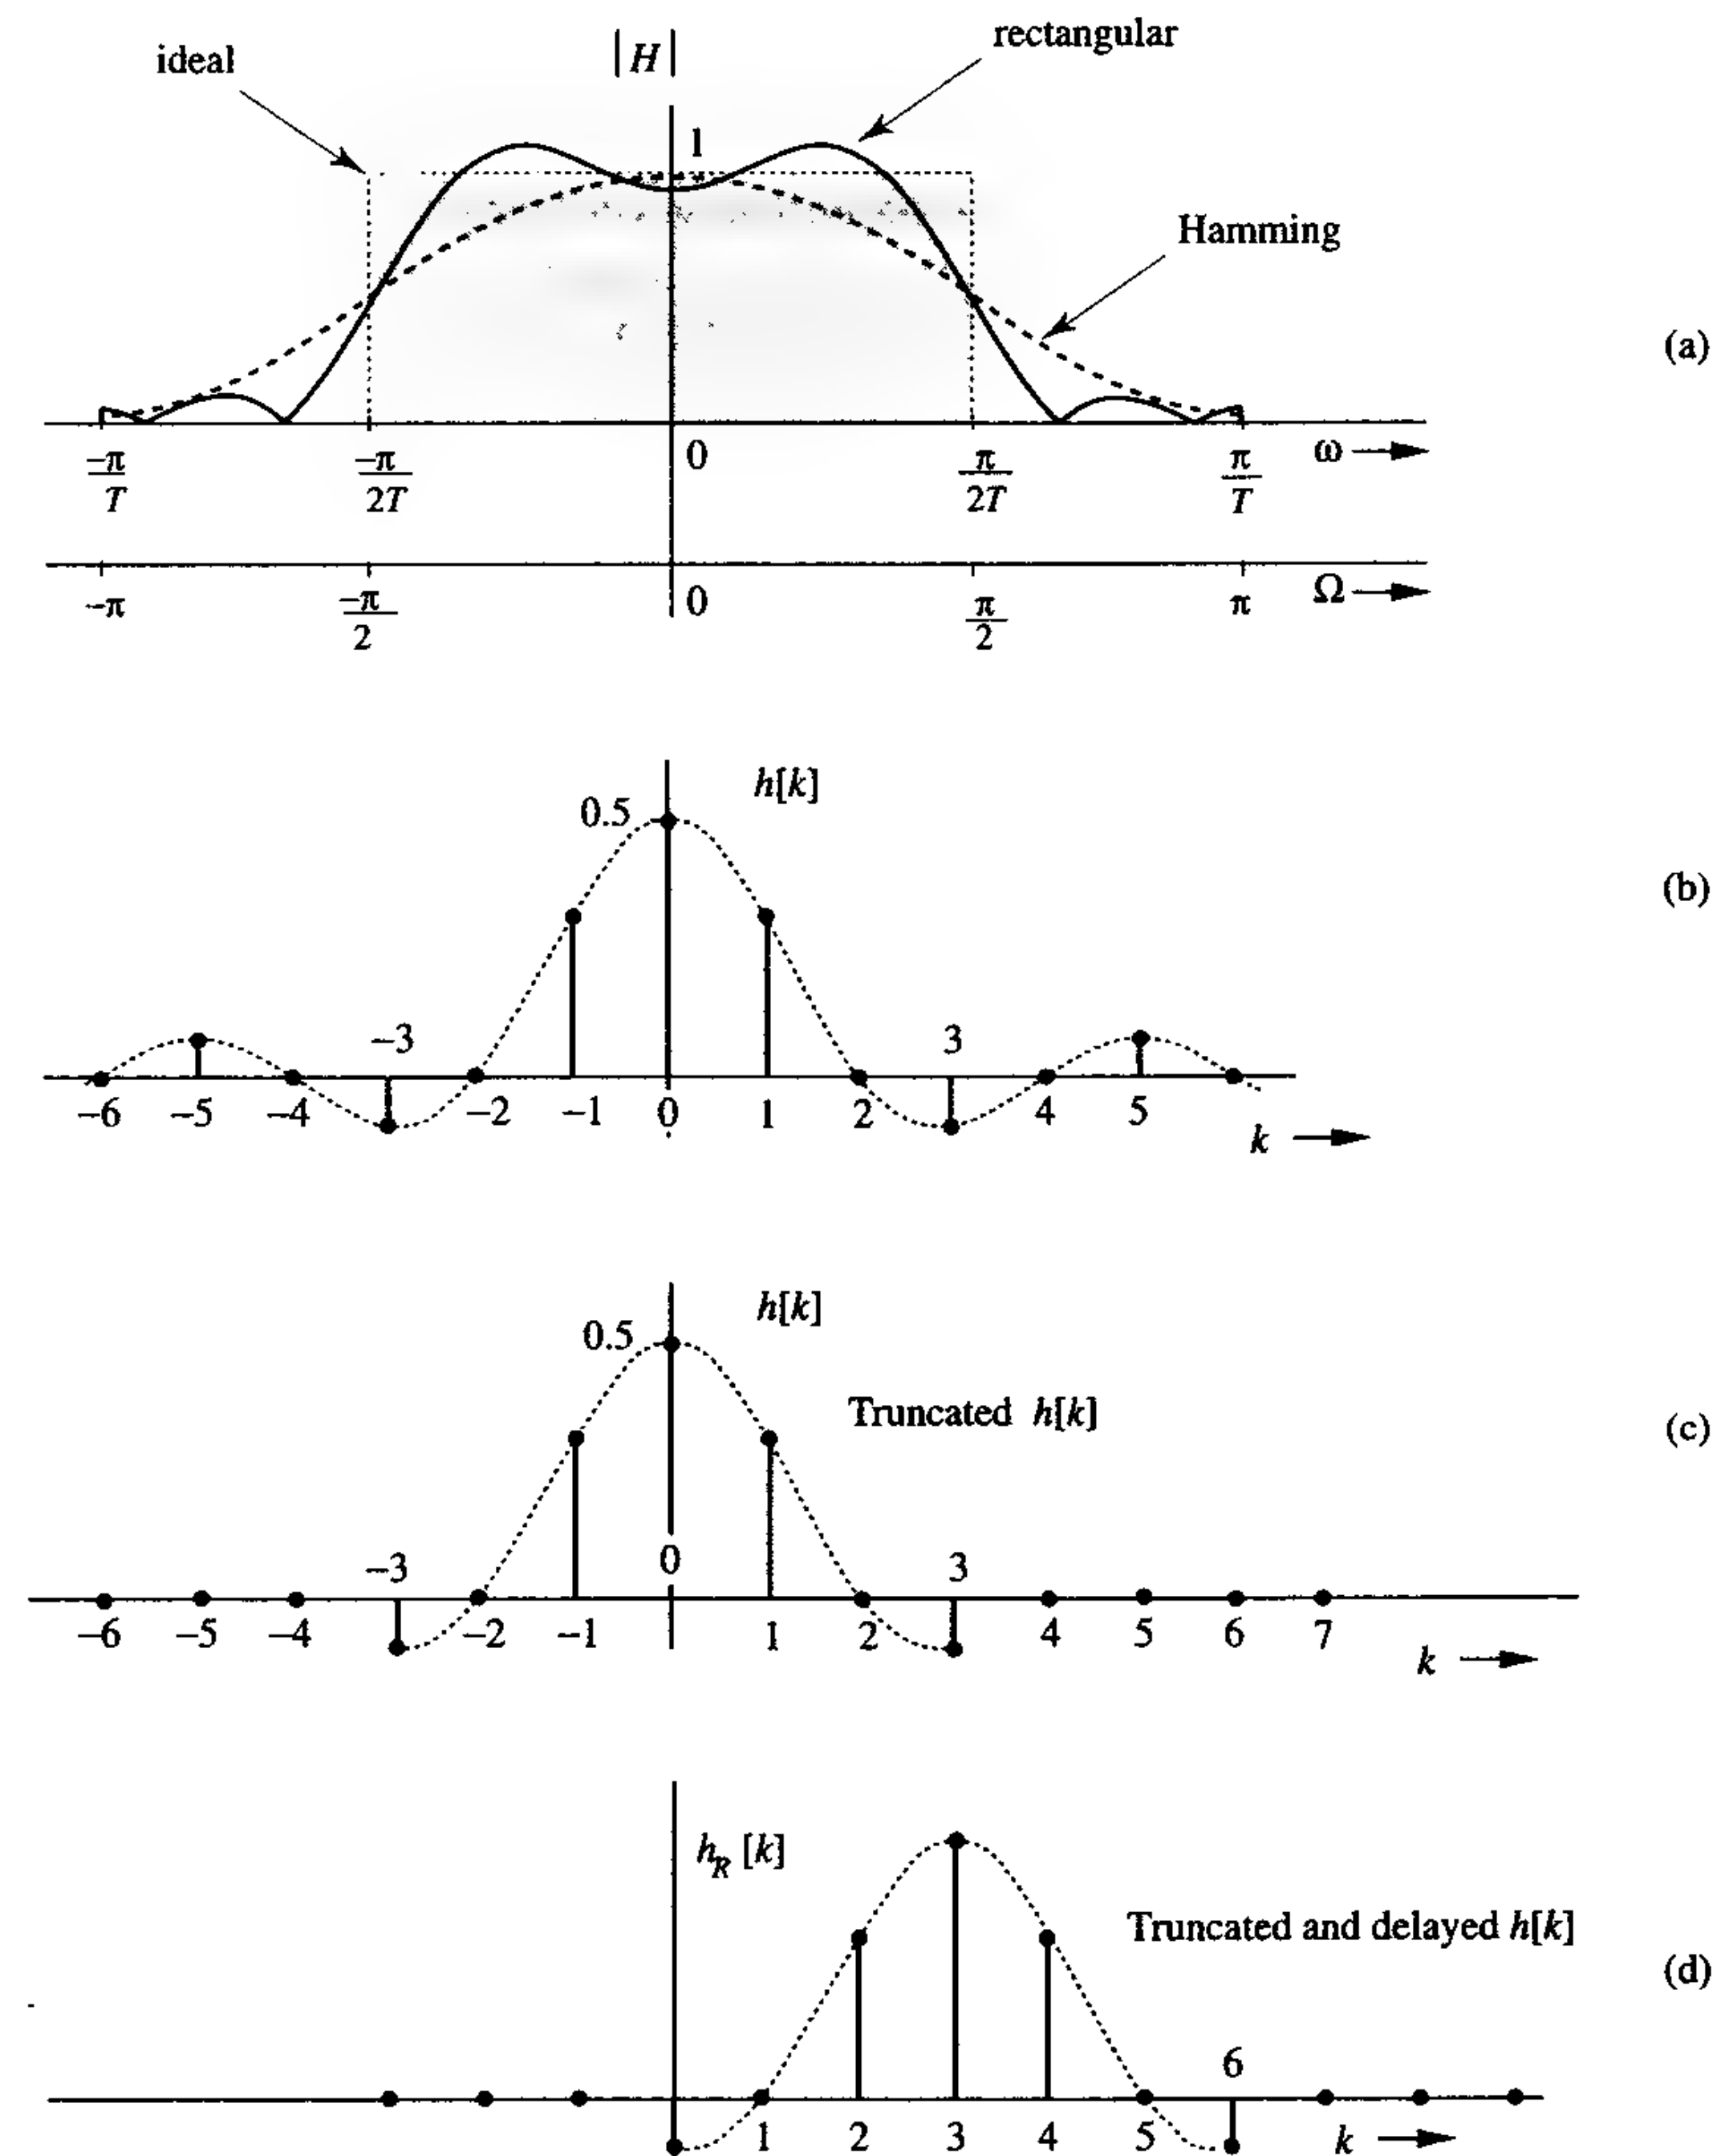 ideal
|H|
rectangular
1
Hamming
(a)
−π/T −π/2T 0 π/2T π/T ω
−π −π/2 0 π/2 π Ω
h[k]
0.5
(b)
−3 3
−6 −5 −4 −2 −1 0 1 2 4 5
k
h[k]
0.5
Truncated h[k]
(c)
−3 0 3
−6 −5 −4 −2 −1 1 2 4 5 6 7
k
h_R [k]
Truncated and delayed h[k]
(d)
6
1 2 3 4 5 k